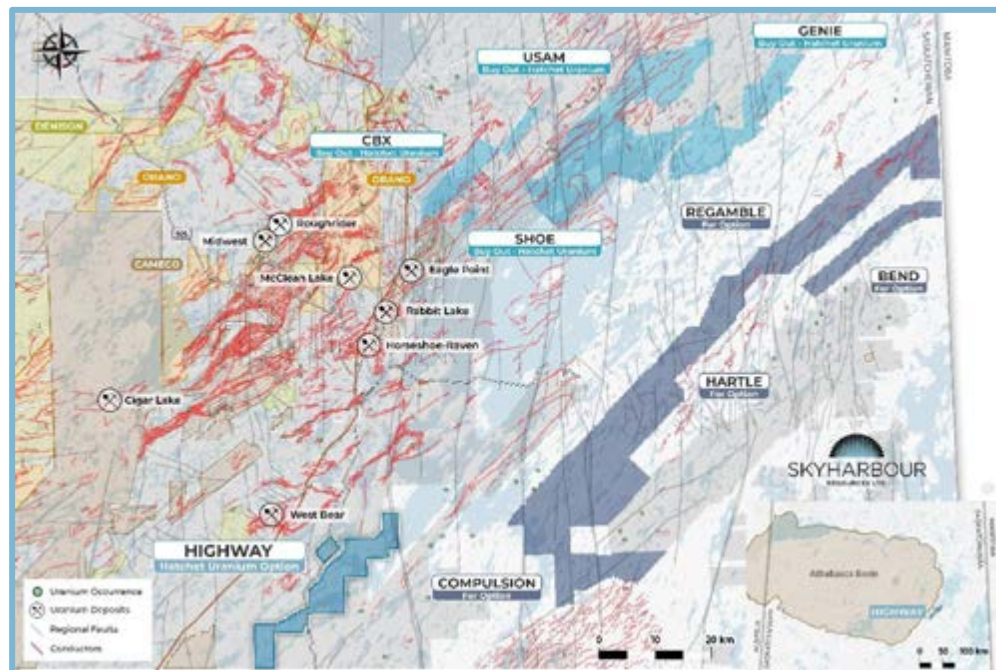 GENIE
Buy Out - Hatchet Uranium
MANITOBA
SASKATCHEWAN
USAM
Buy Out - Hatchet Uranium
DENISON
CBX
Buy Out - Hatchet Uranium
ORANO
ORANO
Roughrider
Midwest
REGAMBLE
For Option
SHOE
Buy Out - Hatchet Uranium
CAMECO
McClean Lake
Eagle Point
BEND
For Option
Rabbit Lake
Horseshoe-Raven
HARTLE
For Option
Cigar Lake
SKYHARBOUR
RESOURCES LTD
West Bear
HIGHWAY
Hatchet Uranium Option
COMPULSION
For Option
Athabasca Basin
HIGHWAY
Uranium Occurrence
Uranium Deposits
Regional Faults
Conductors
0 10 20 km
0 50 100 km